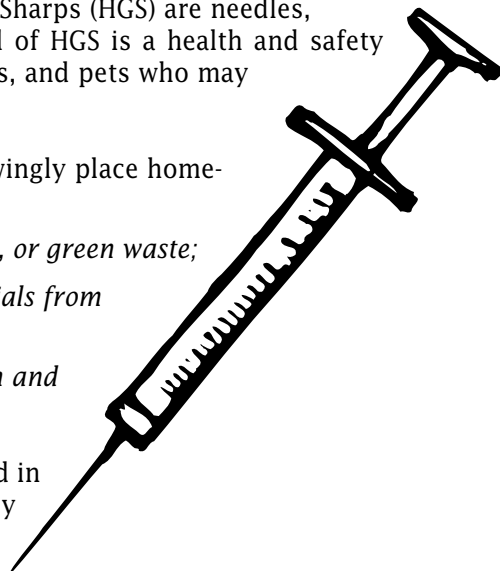 Sharps (HGS) are needles,
of HGS is a health and safety
s, and pets who may
wingly place home-
, or green waste;
ials from
and
d in
y